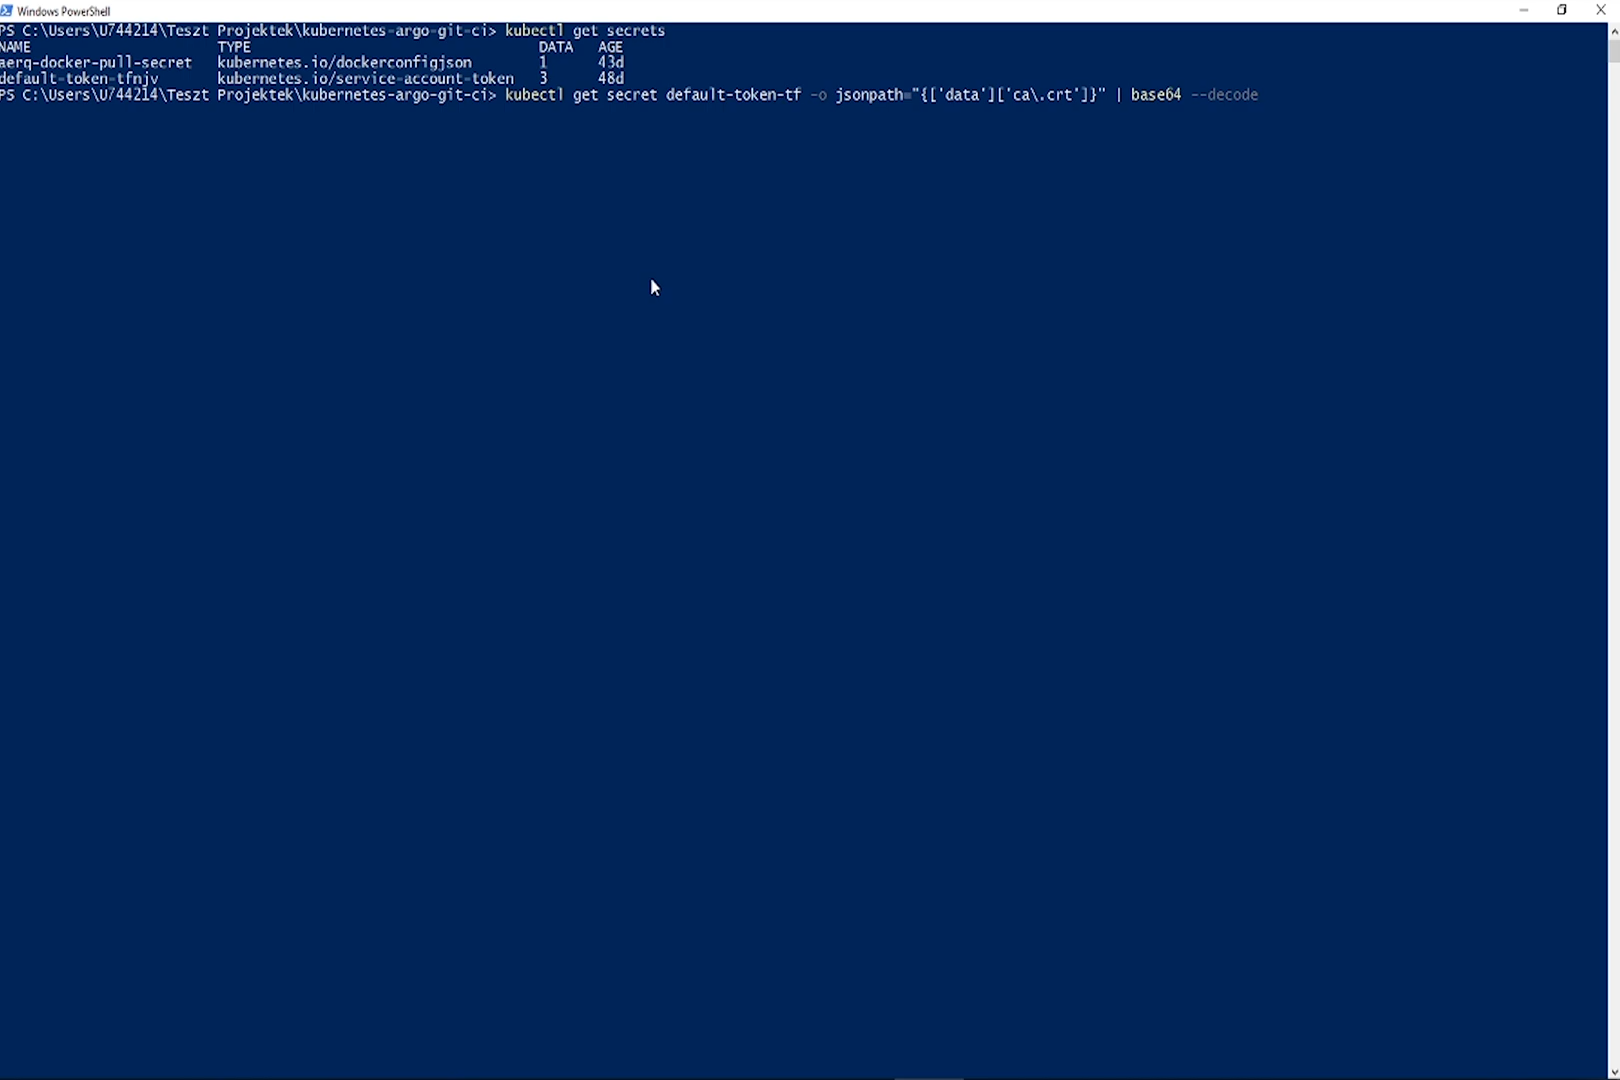 Windows PowerShell
PS C:\Users\U744214\Teszt Projektek\kubernetes-argo-git-ci> kubectl get secrets
NAME TYPE DATA AGE
aerq-docker-pull-secret kubernetes.io/dockerconfigjson 1 43d
default-token-tfnjv kubernetes.io/service-account-token 3 48d
PS C:\Users\U744214\Teszt Projektek\kubernetes-argo-git-ci> kubectl get secret default-token-tf -o jsonpath="{['data']['ca\.crt']}" | base64 --decode